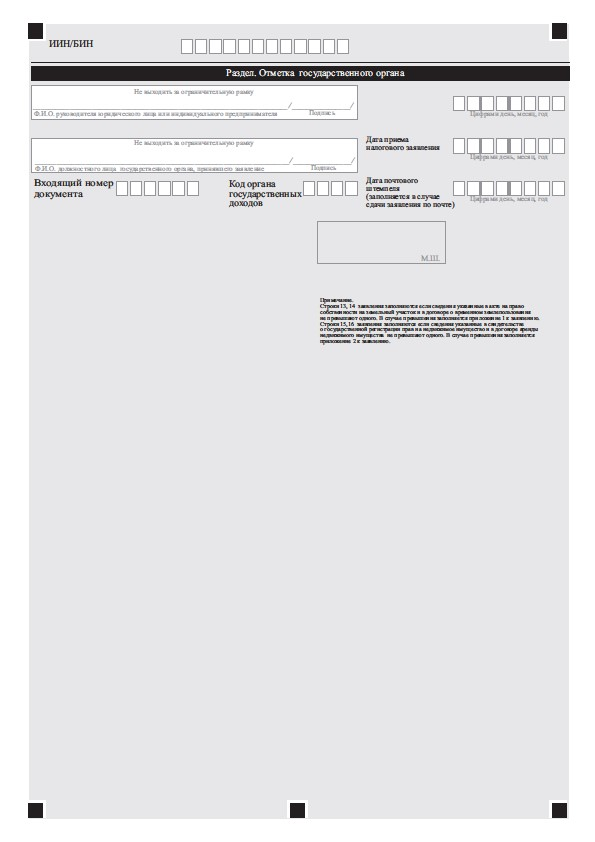 ИИН/БИН
Раздел. Отметка государственного органа
Не выходить за ограничительную рамку
/ /
Ф.И.О. руководителя юридического лица или индивидуального предпринимателя Подпись
Цифрами день, месяц, год
Не выходить за ограничительную рамку
/ /
Ф.И.О. должностного лица государственного органа, принявшего заявление Подпись
Дата приема
налогового заявления
Цифрами день, месяц, год
Входящий номер
документа
Код органа
государственных
доходов
Дата почтового
штемпеля
(заполняется в случае
сдачи заявления по почте)
Цифрами день, месяц, год
М.Ш.
Примечание.
Строки 13, 14 заявления заполняются если сведения указанные в акте на право
собственности на земельный участок и в договоре о временном землепользовании
не превышают одного. В случае превышения заполняется приложение 1 к заявлению.
Строки 15,16 заявления заполняются если сведения указанные в свидетельстве
о государственной регистрации прав на недвижимое имущество и в договоре аренды
недвижимого имущества не превышают одного. В случае превышения заполняется
приложение 2 к заявлению.